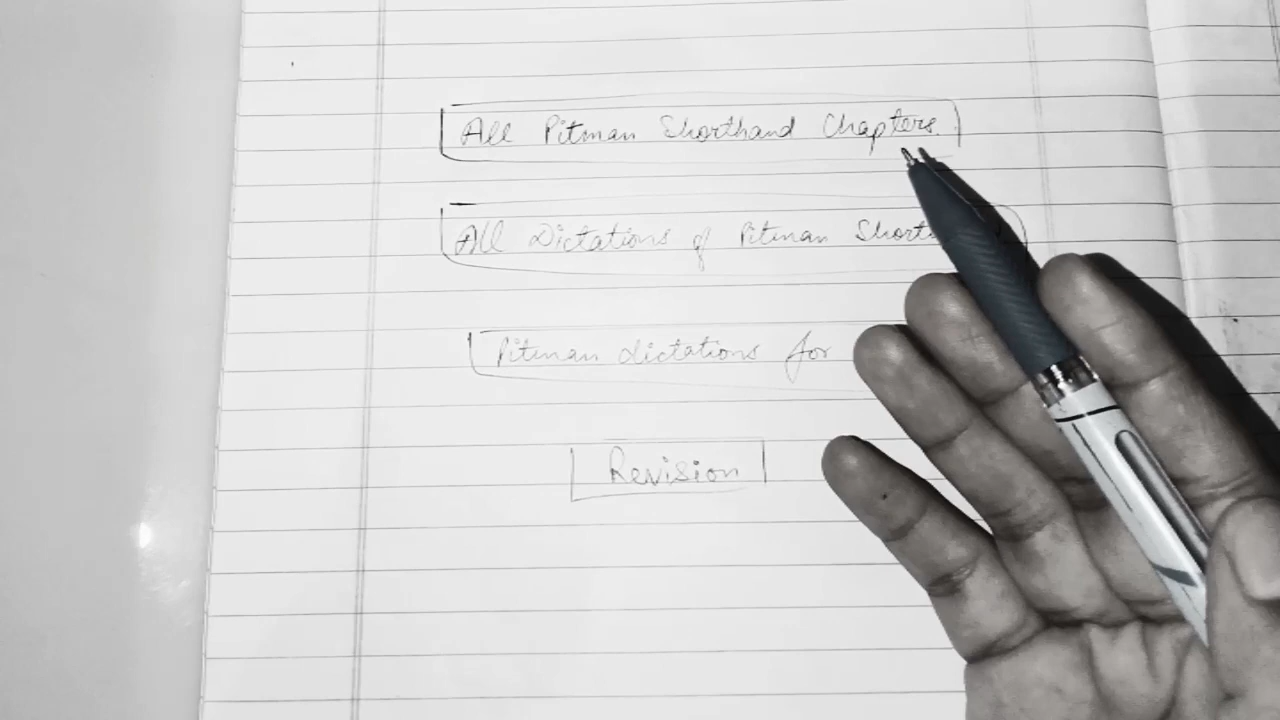 All Pitman Shorthand Chapters.
All Dictations of Pitman
Pitman dictations for
Revision